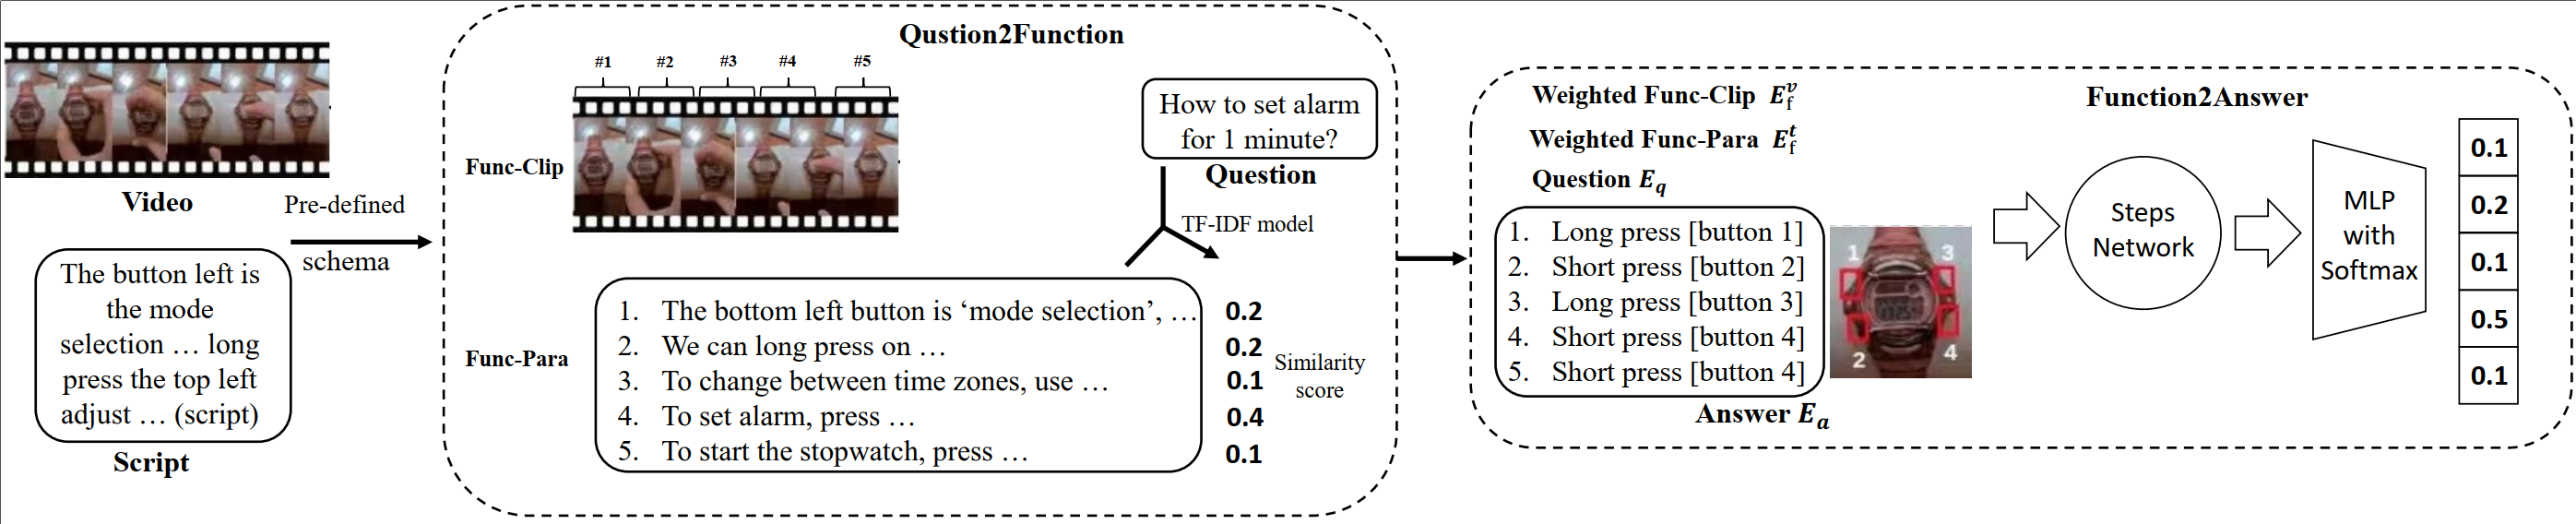 Video
Pre-defined
schema
The button left is
the mode
selection … long
press the top left
adjust … (script)
Script
Qustion2Function
#1 #2 #3 #4 #5
Func-Clip
How to set alarm
for 1 minute?
Question
TF-IDF model
Func-Para
1. The bottom left button is ‘mode selection’, … 0.2
2. We can long press on … 0.2
3. To change between time zones, use … 0.1
4. To set alarm, press … 0.4
5. To start the stopwatch, press … 0.1
Similarity
score
Function2Answer
Weighted Func-Clip E_f^v
Weighted Func-Para E_f^t
Question E_q
1. Long press [button 1]
2. Short press [button 2]
3. Long press [button 3]
4. Short press [button 4]
5. Short press [button 4]
Answer E_a
1 3
2 4
Steps
Network
MLP
with
Softmax
0.1
0.2
0.1
0.5
0.1